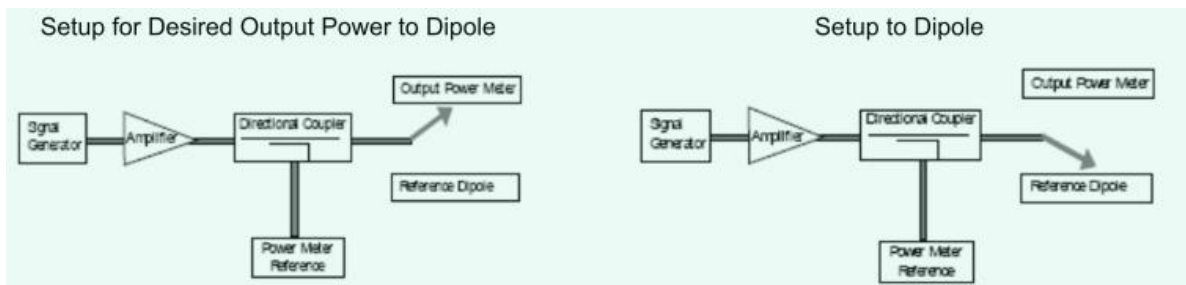 Setup for Desired Output Power to Dipole
Output Power Meter
Signal
Generator
Amplifier
Directional Coupler
Reference Dipole
Power Meter
Reference
Setup to Dipole
Output Power Meter
Signal
Generator
Amplifier
Directional Coupler
Reference Dipole
Power Meter
Reference